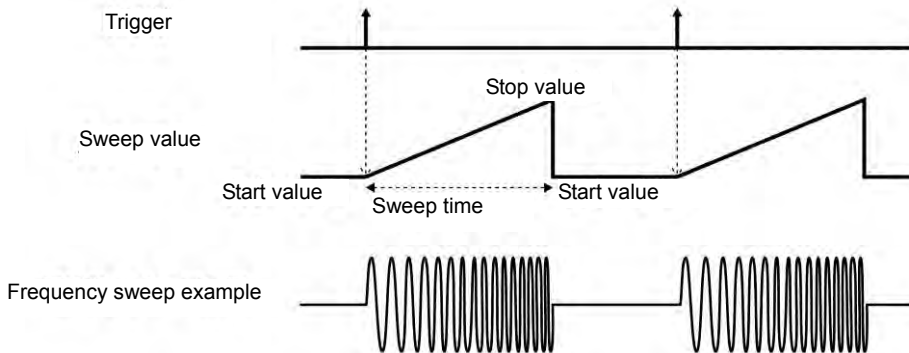 Trigger
Stop value
Sweep value
Start value
Start value
Sweep time
Frequency sweep example